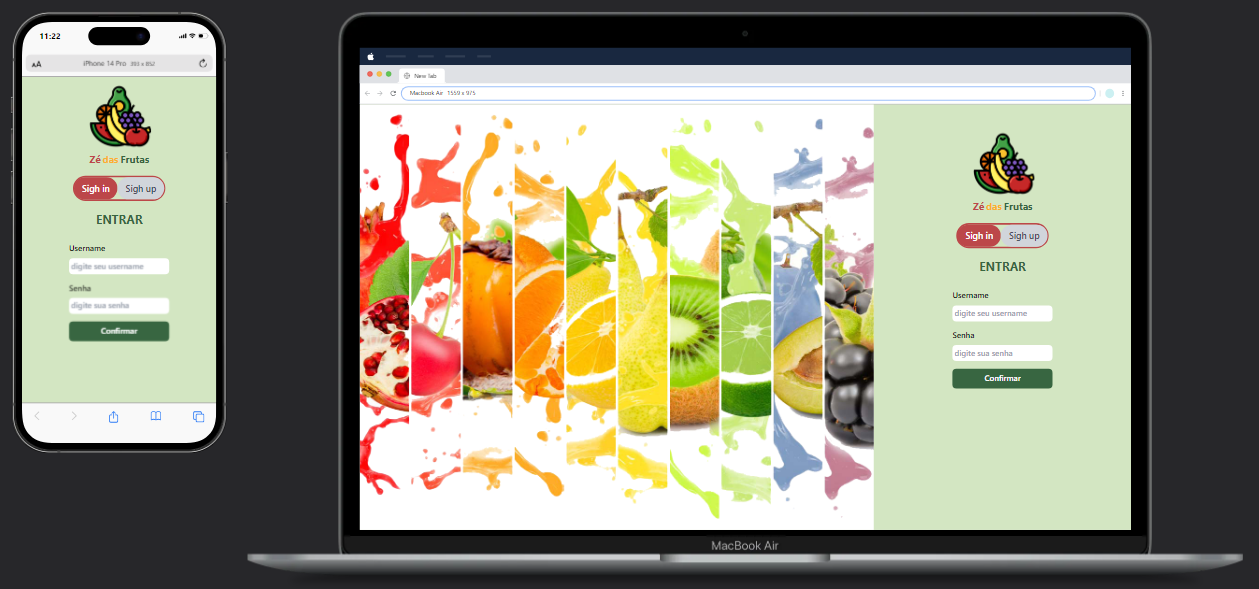 11:22
AA
iPhone 14 Pro 393 x 852
Zé das Frutas
Sigh in Sigh up
ENTRAR
Username
digite seu username
Senha
digite sua senha
Confirmar
New tab
Macbook Air 1559 x 975
Zé das Frutas
Sigh in Sigh up
ENTRAR
Username
digite seu username
Senha
digite sua senha
Confirmar
MacBook Air